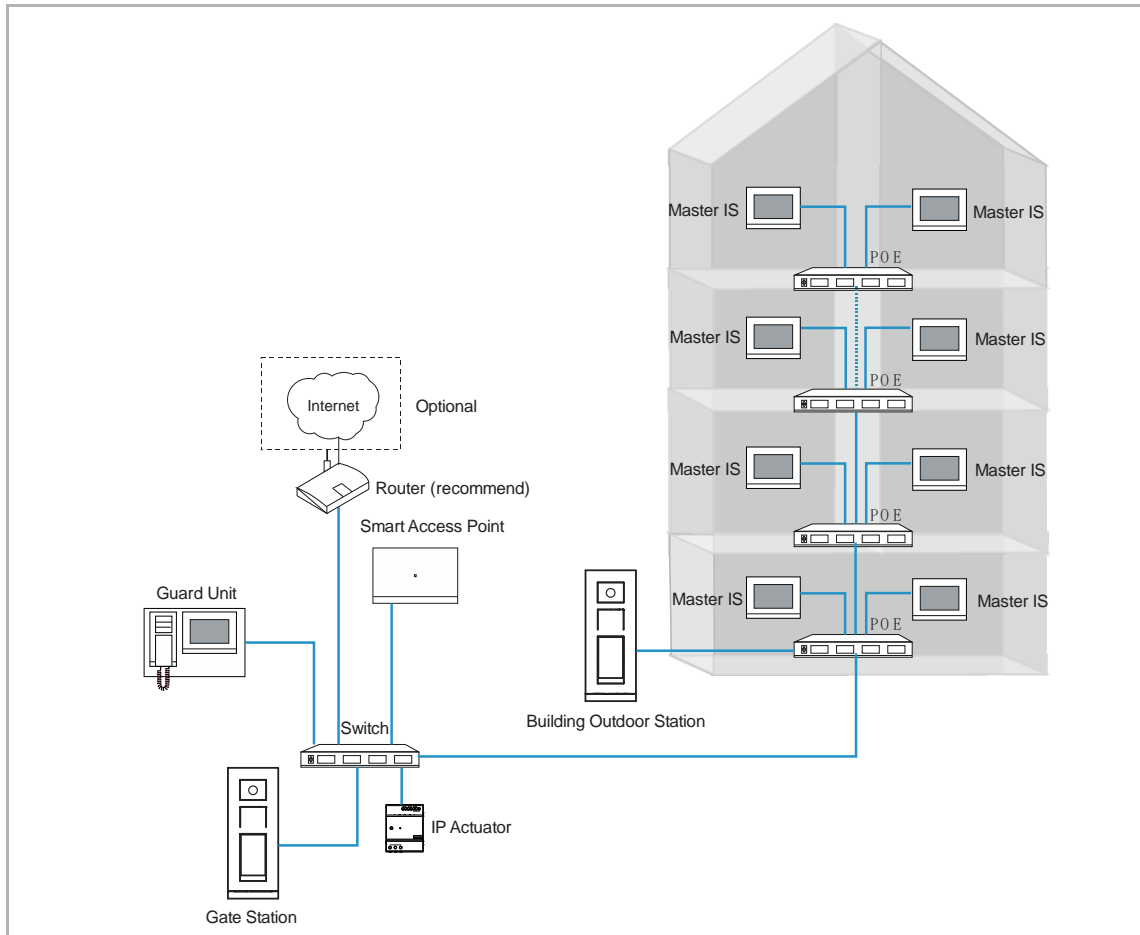 Master IS
Master IS
POE
Master IS
Master IS
POE
Internet
Optional
Master IS
Master IS
Router (recommend)
POE
Smart Access Point
Guard Unit
Master IS
Master IS
POE
Building Outdoor Station
Switch
IP Actuator
Gate Station